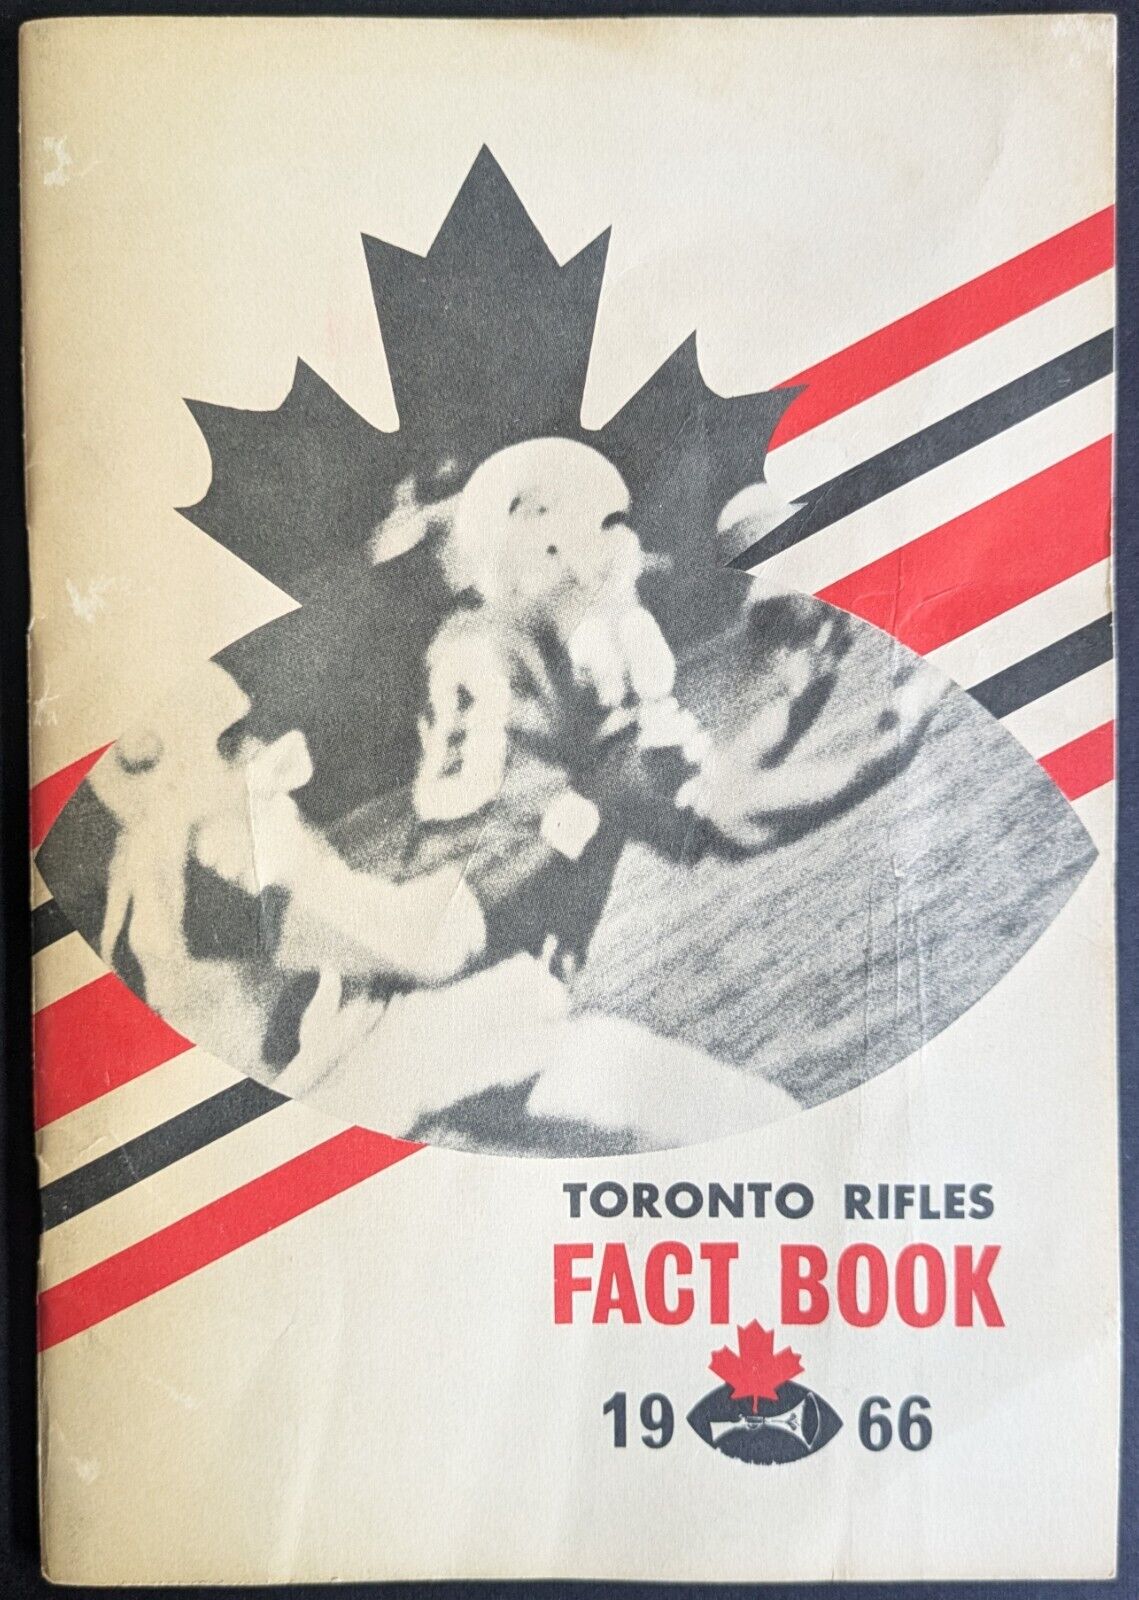 TORONTO RIFLES
FACT BOOK
19 66